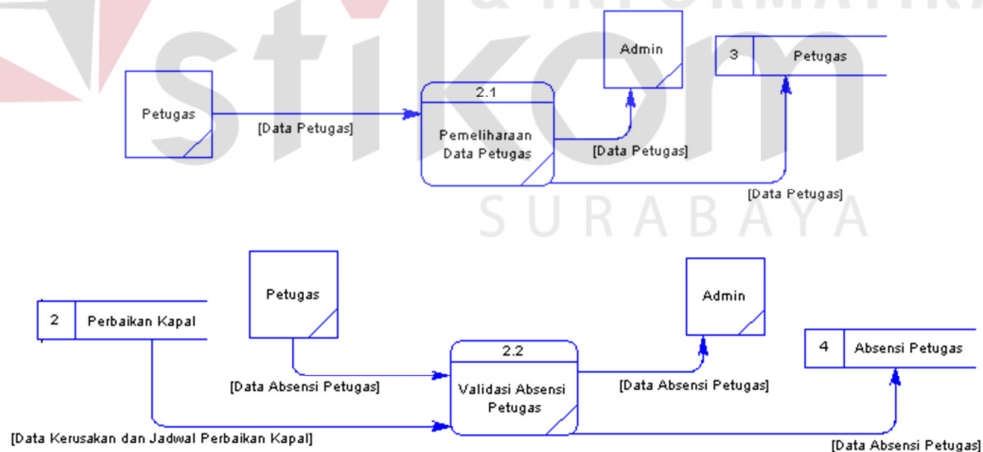 & INFORMATIKA
stikom
SURABAYA
Petugas
[Data Petugas]
2.1
Pemeliharaan
Data Petugas
Admin
[Data Petugas]
3 Petugas
[Data Petugas]
2 Perbaikan Kapal
Petugas
[Data Absensi Petugas]
[Data Kerusakan dan Jadwal Perbaikan Kapal]
2.2
Validasi Absensi
Petugas
Admin
[Data Absensi Petugas]
4 Absensi Petugas
[Data Absensi Petugas]